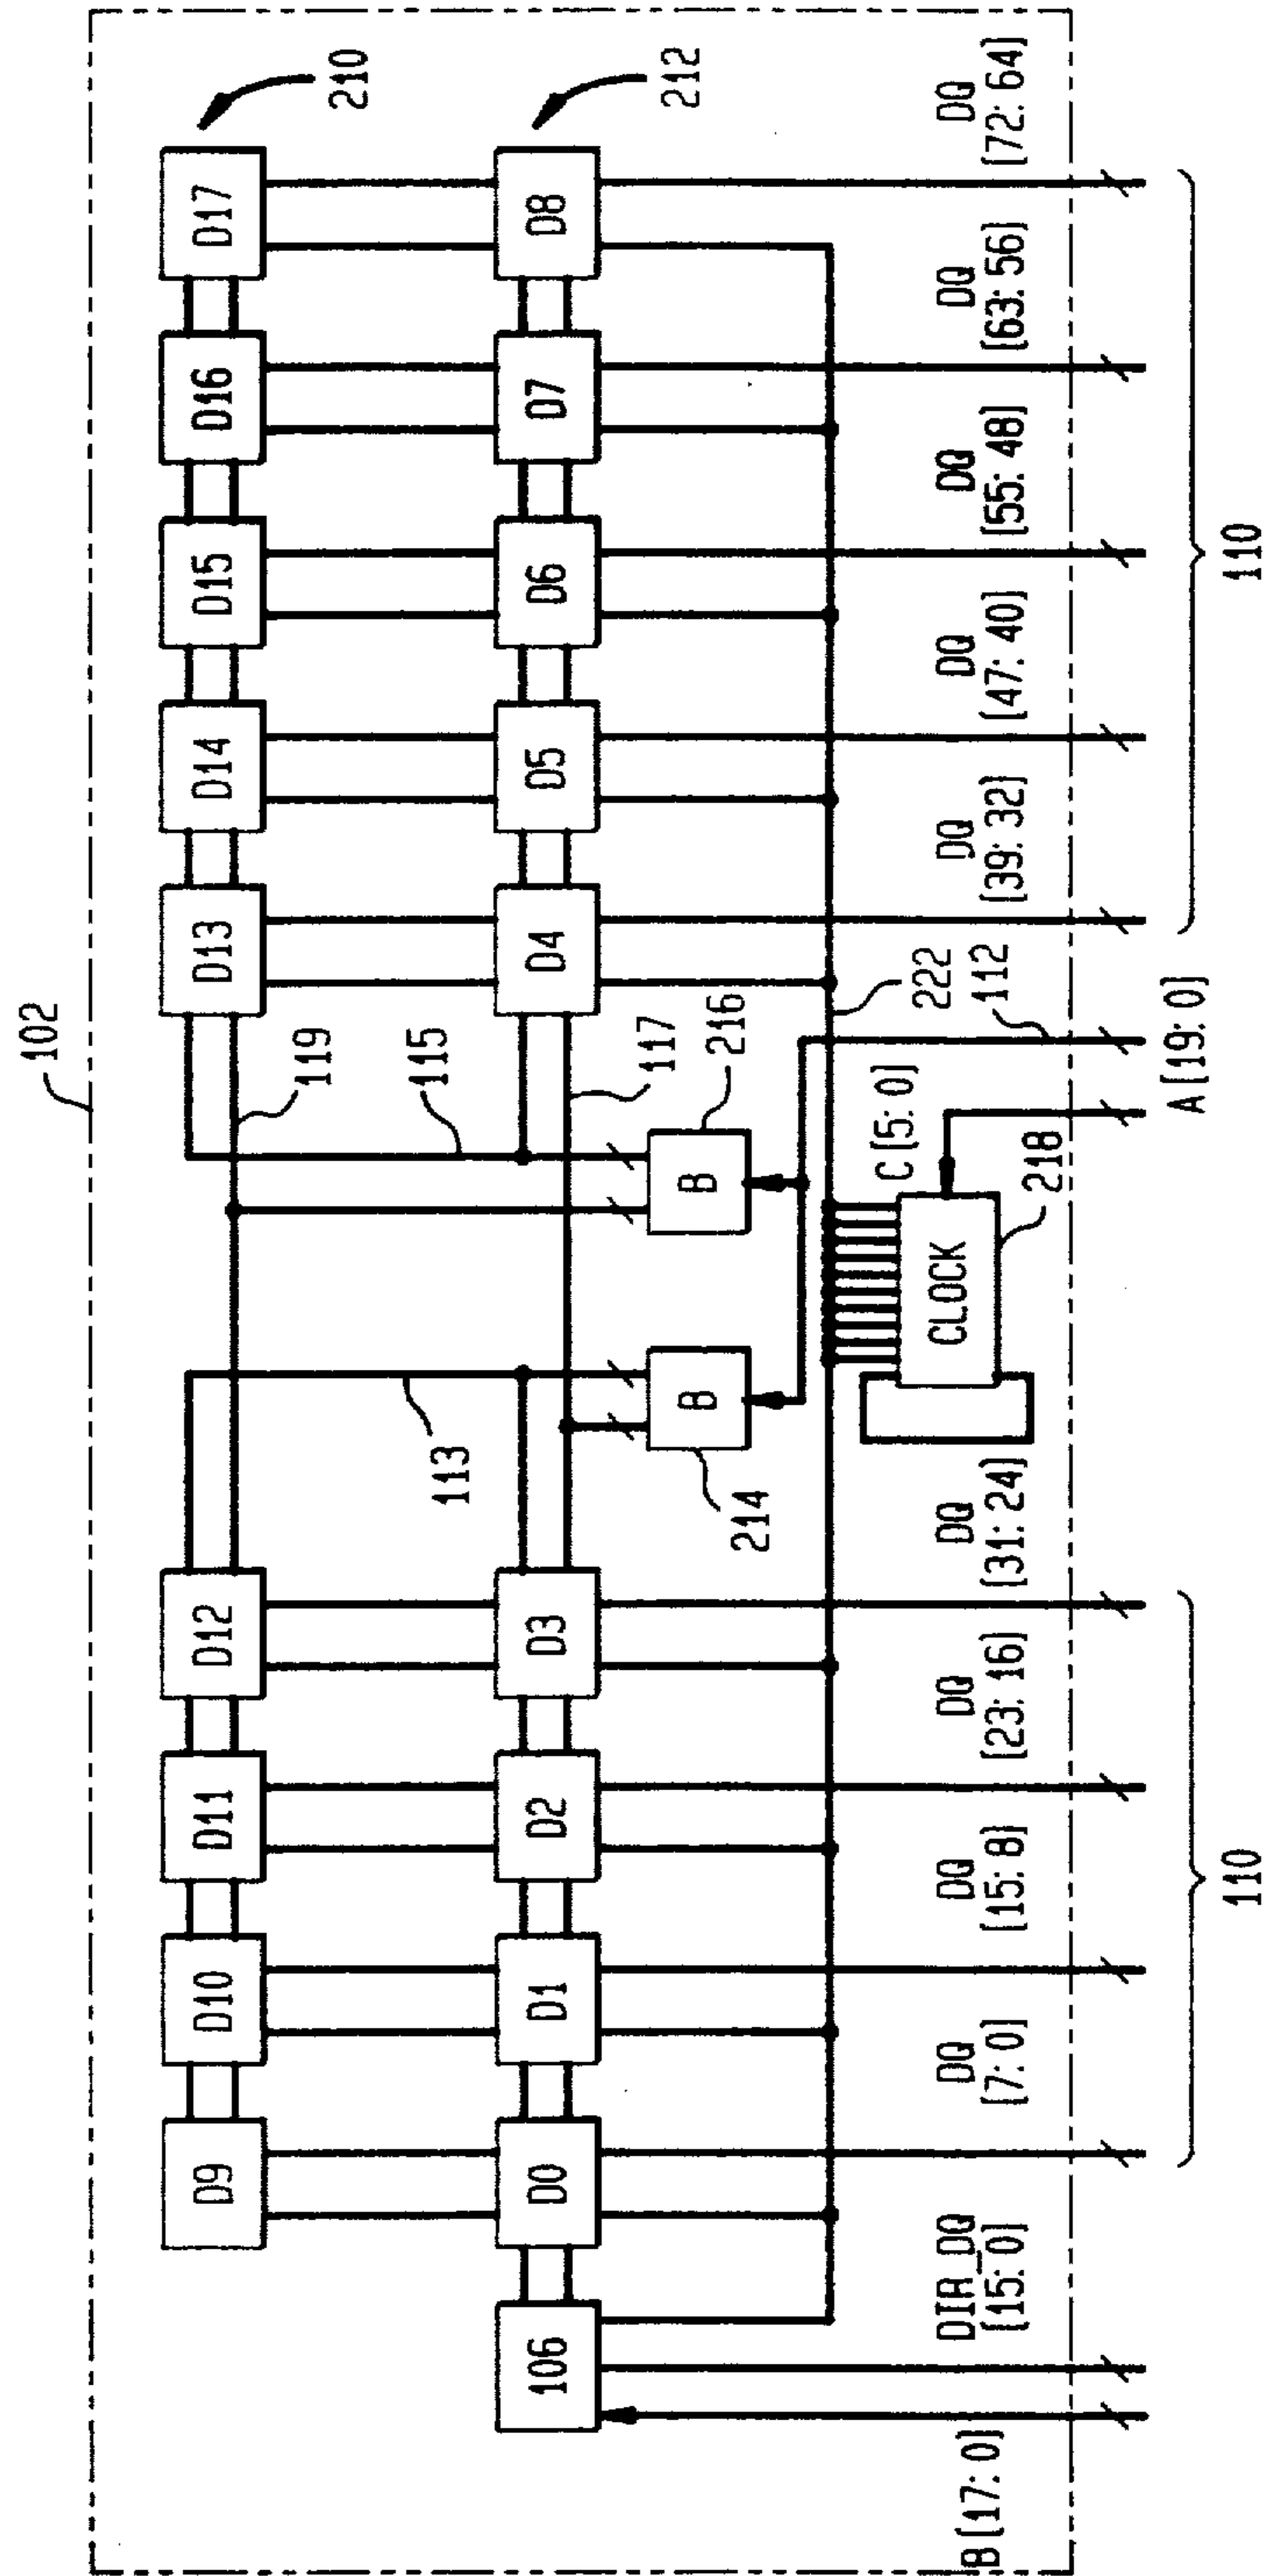 102
D9
D10
D11
D12
D13
D14
D15
D16
D17
210
119
113
115
106
D0
D1
D2
D3
D4
D5
D6
D7
D8
212
117
B
214
B
216
CLOCK
C [5: 0]
218
222
112
B [17: 0]
DIR_DQ
[15: 0]
DQ
[7: 0]
DQ
[15: 8]
DQ
[23: 16]
DQ
[31: 24]
DQ
[39: 32]
DQ
[47: 40]
DQ
[55: 48]
DQ
[63: 56]
DQ
[72: 64]
A [19: 0]
110
110